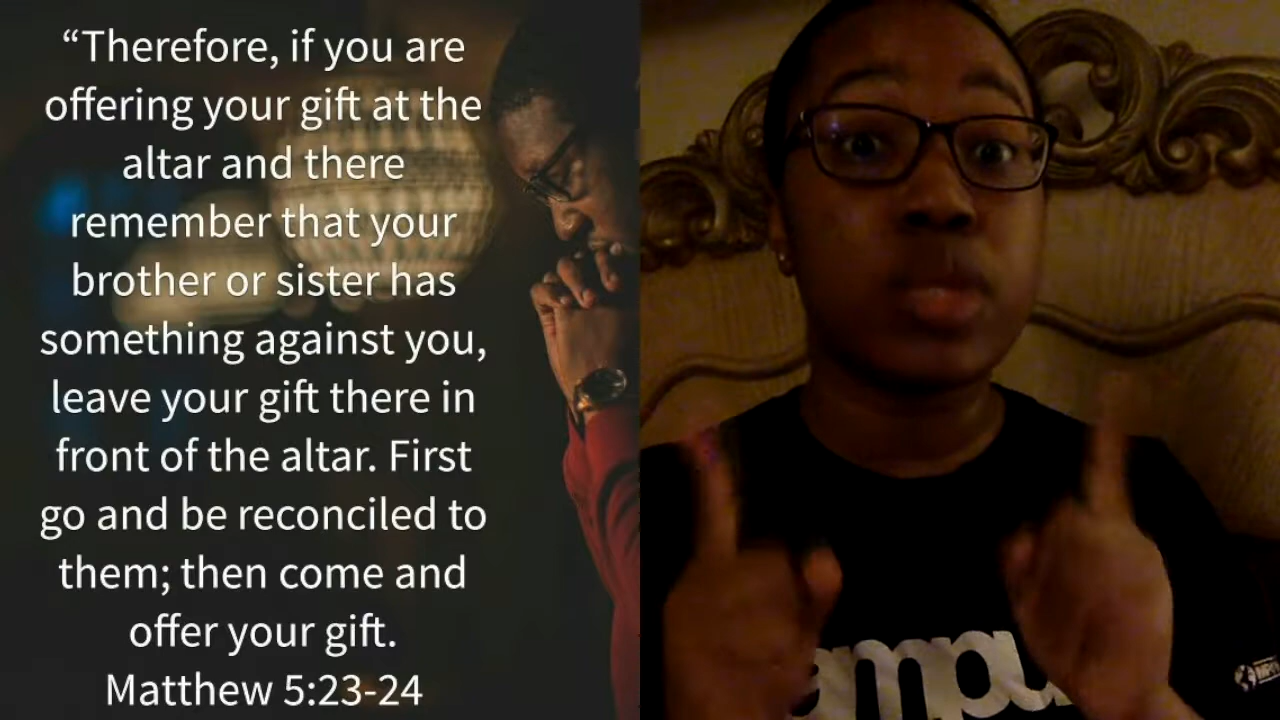 “Therefore, if you are
offering your gift at the
altar and there
remember that your
brother or sister has
something against you,
leave your gift there in
front of the altar. First
go and be reconciled to
them; then come and
offer your gift.
Matthew 5:23-24